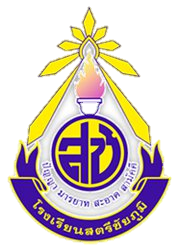 สช
ปัญญา มารยาท สะอาด สามัคคี
โรงเรียนสตรีชัยภูมิ